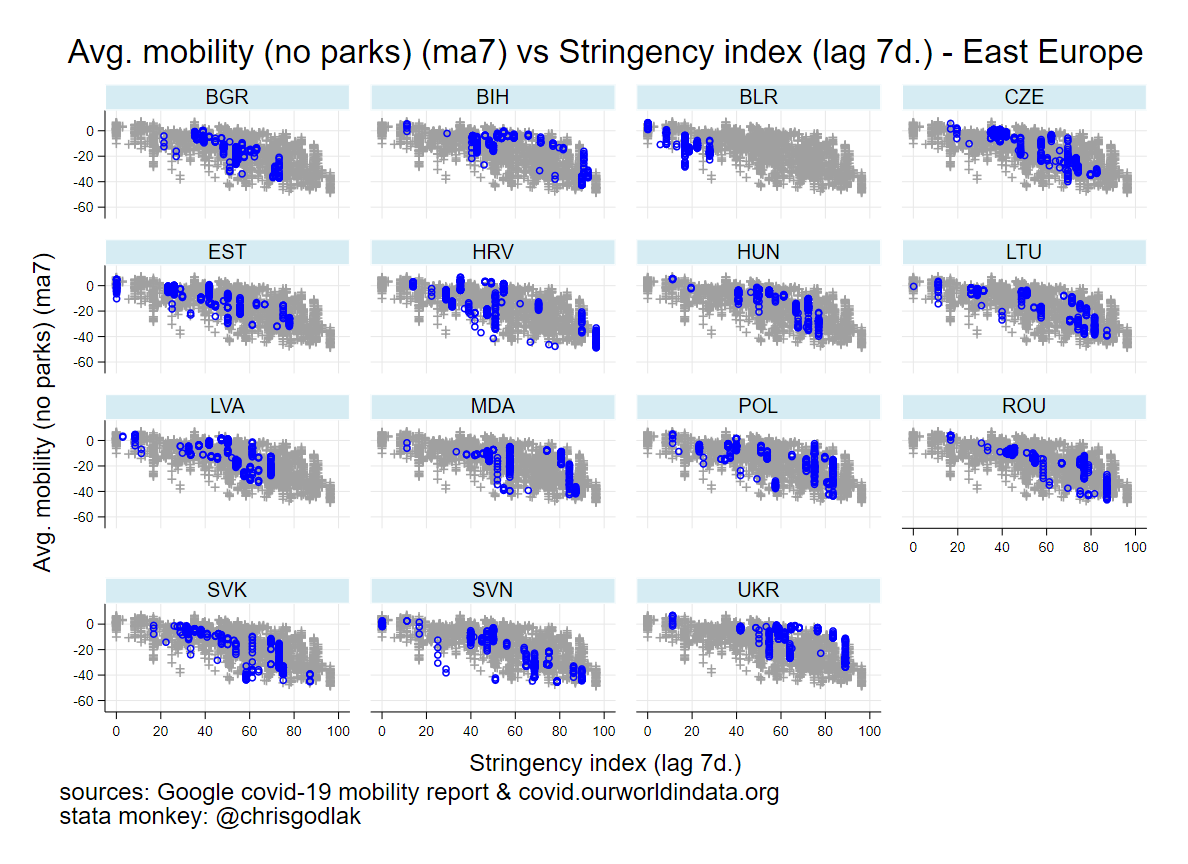 Avg. mobility (no parks) (ma7) vs Stringency index (lag 7d.) - East Europe
BGR
BIH
BLR
CZE
0
-20
-40
-60
EST
HRV
HUN
LTU
0
-20
-40
-60
Avg. mobility (no parks) (ma7)
LVA
MDA
POL
ROU
0
-20
-40
-60
0 20 40 60 80 100
SVK
SVN
UKR
0
-20
-40
-60
0 20 40 60 80 100
0 20 40 60 80 100
0 20 40 60 80 100
Stringency index (lag 7d.)
sources: Google covid-19 mobility report & covid.ourworldindata.org
stata monkey: @chrisgodlak